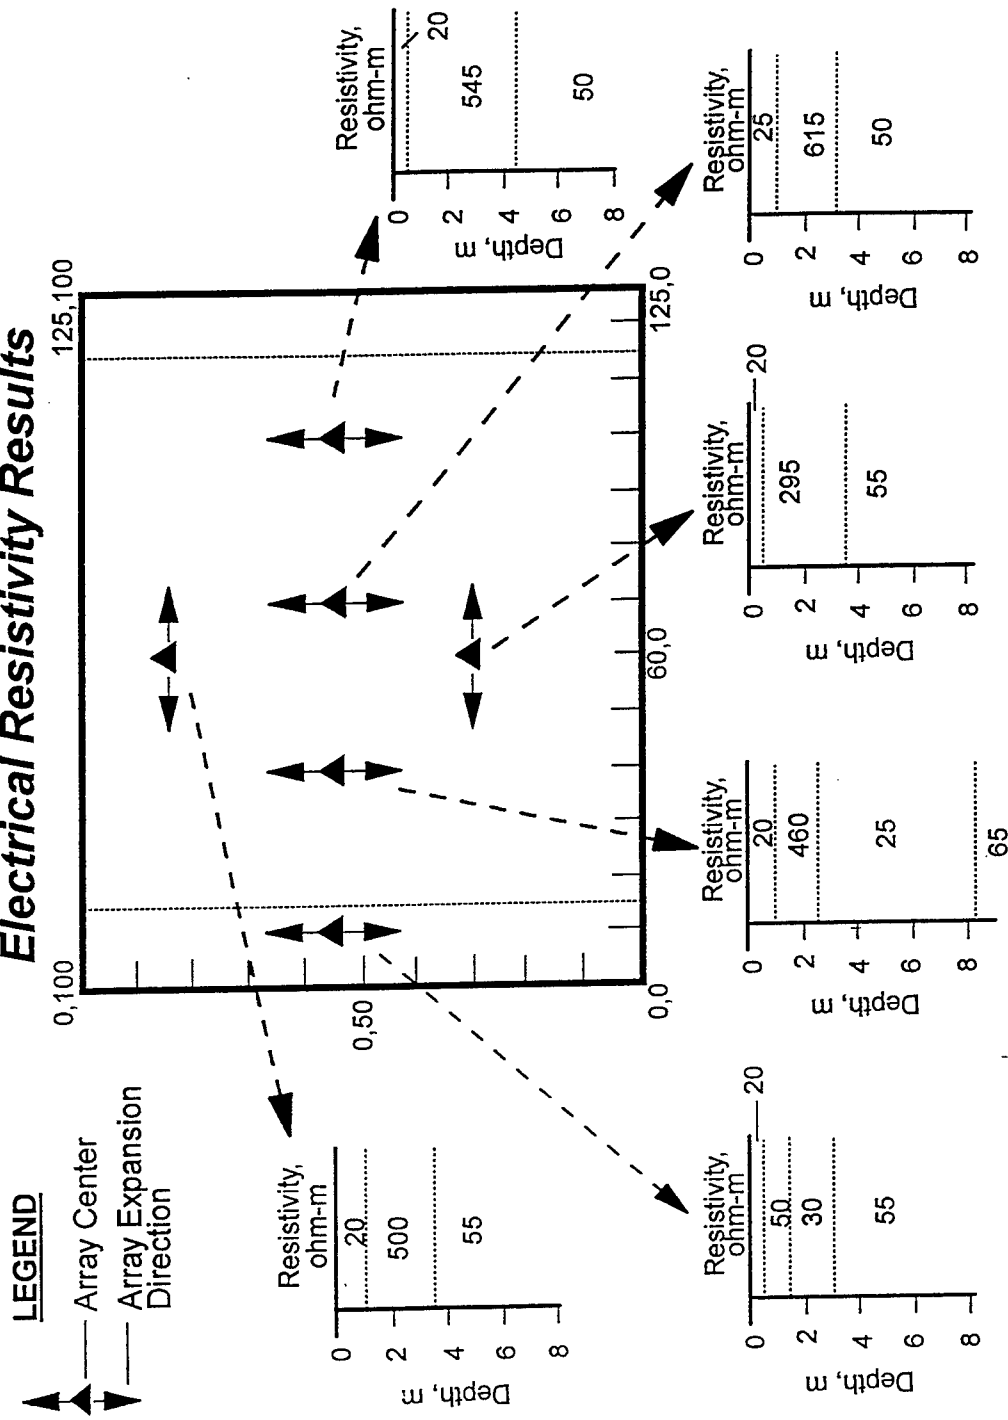 Electrical Resistivity Results
LEGEND
Array Center
Array Expansion
Direction
0,100
125,100
0,50
0,0
60,0
125,0
Resistivity,
ohm-m
20
500
55
0
2
4
6
8
Depth, m
Resistivity,
ohm-m
20
545
50
0
2
4
6
8
Depth, m
Resistivity,
ohm-m
20
50
30
55
0
2
4
6
8
Depth, m
Resistivity,
ohm-m
20
460
25
65
0
2
4
6
8
Depth, m
Resistivity,
ohm-m
20
295
55
0
2
4
6
8
Depth, m
Resistivity,
ohm-m
25
615
50
0
2
4
6
8
Depth, m